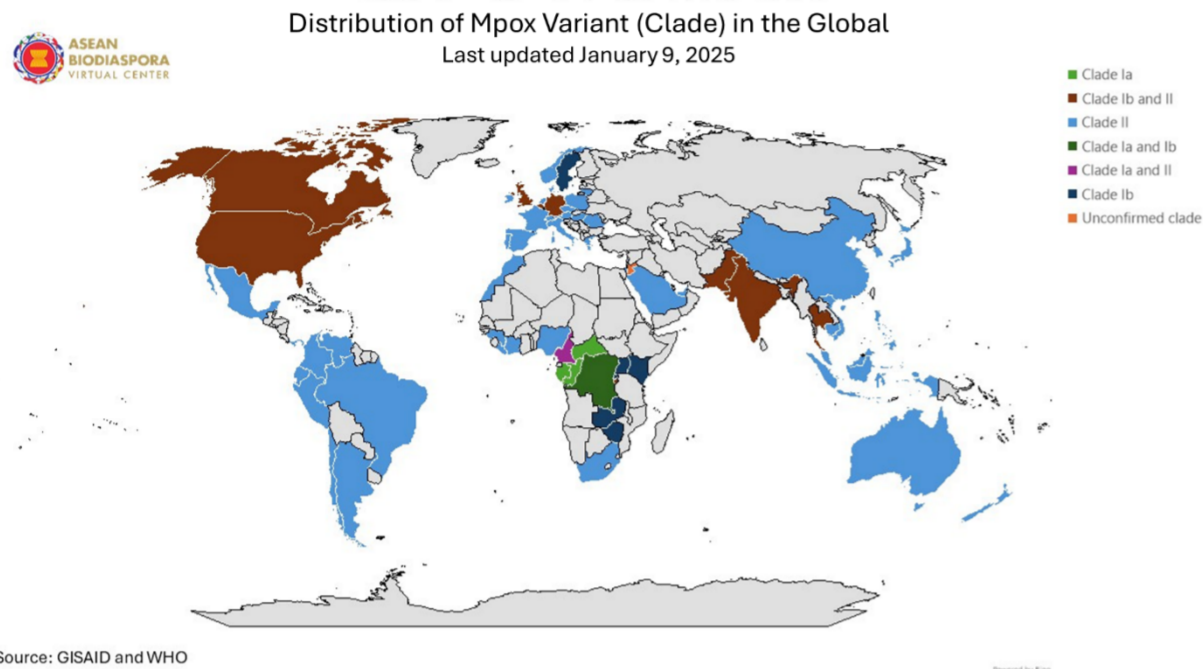 Distribution of Mpox Variant (Clade) in the Global
Last updated January 9, 2025
ASEAN
BIODIASPORA
VIRTUAL CENTER
Clade Ia
Clade Ib and II
Clade II
Clade Ia and Ib
Clade Ia and II
Clade Ib
Unconfirmed clade
Source: GISAID and WHO